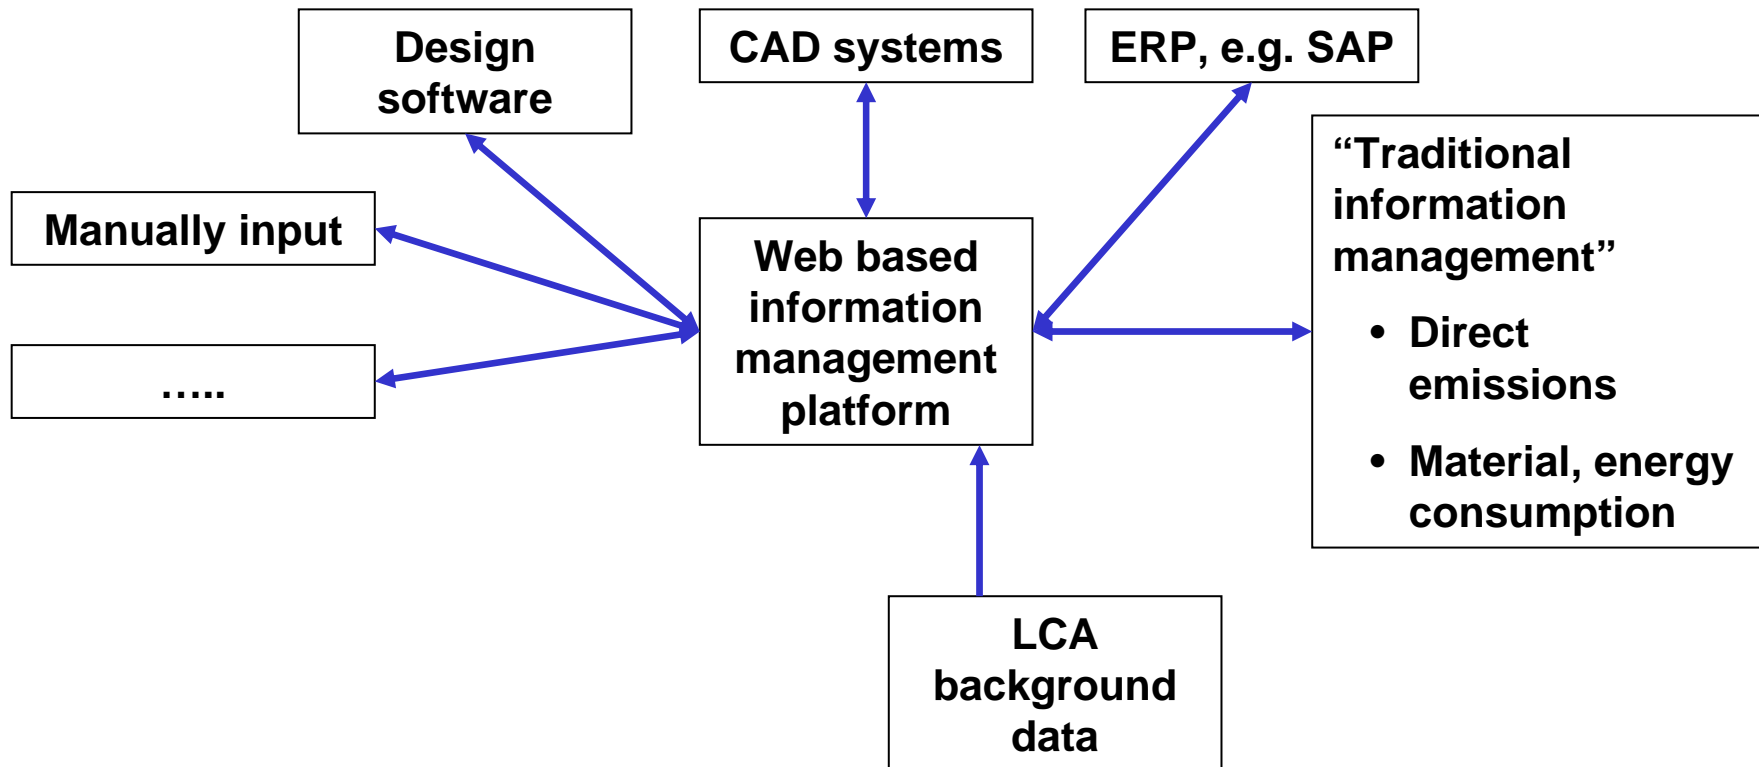 Design
software
CAD systems
ERP, e.g. SAP
Manually input
…..
Web based
information
management
platform
“Traditional
information
management”
• Direct
emissions
• Material, energy
consumption
LCA
background
data